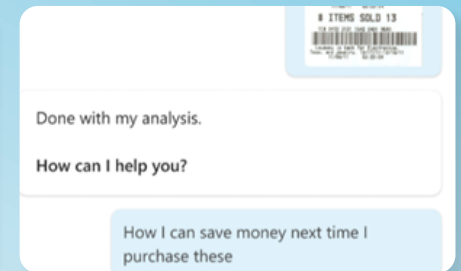 # ITEMS SOLD 13
Done with my analysis.
How can I help you?
How I can save money next time I
purchase these